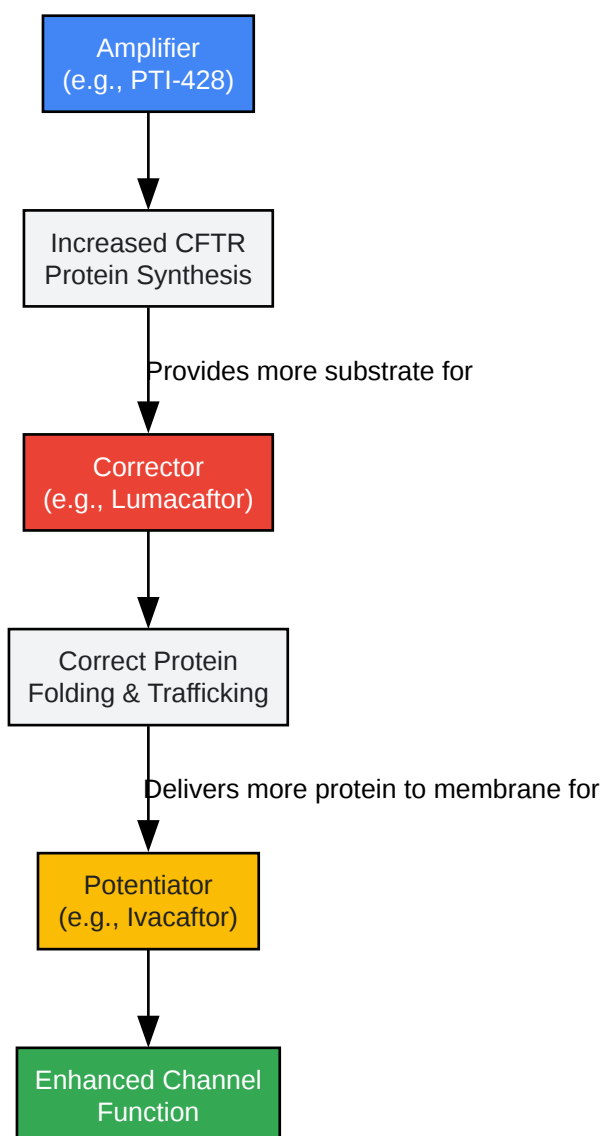 Amplifier
(e.g., PTI-428)
Increased CFTR
Protein Synthesis
Provides more substrate for
Corrector
(e.g., Lumacaftor)
Correct Protein
Folding & Trafficking
Delivers more protein to membrane for
Potentiator
(e.g., Ivacaftor)
Enhanced Channel
Function